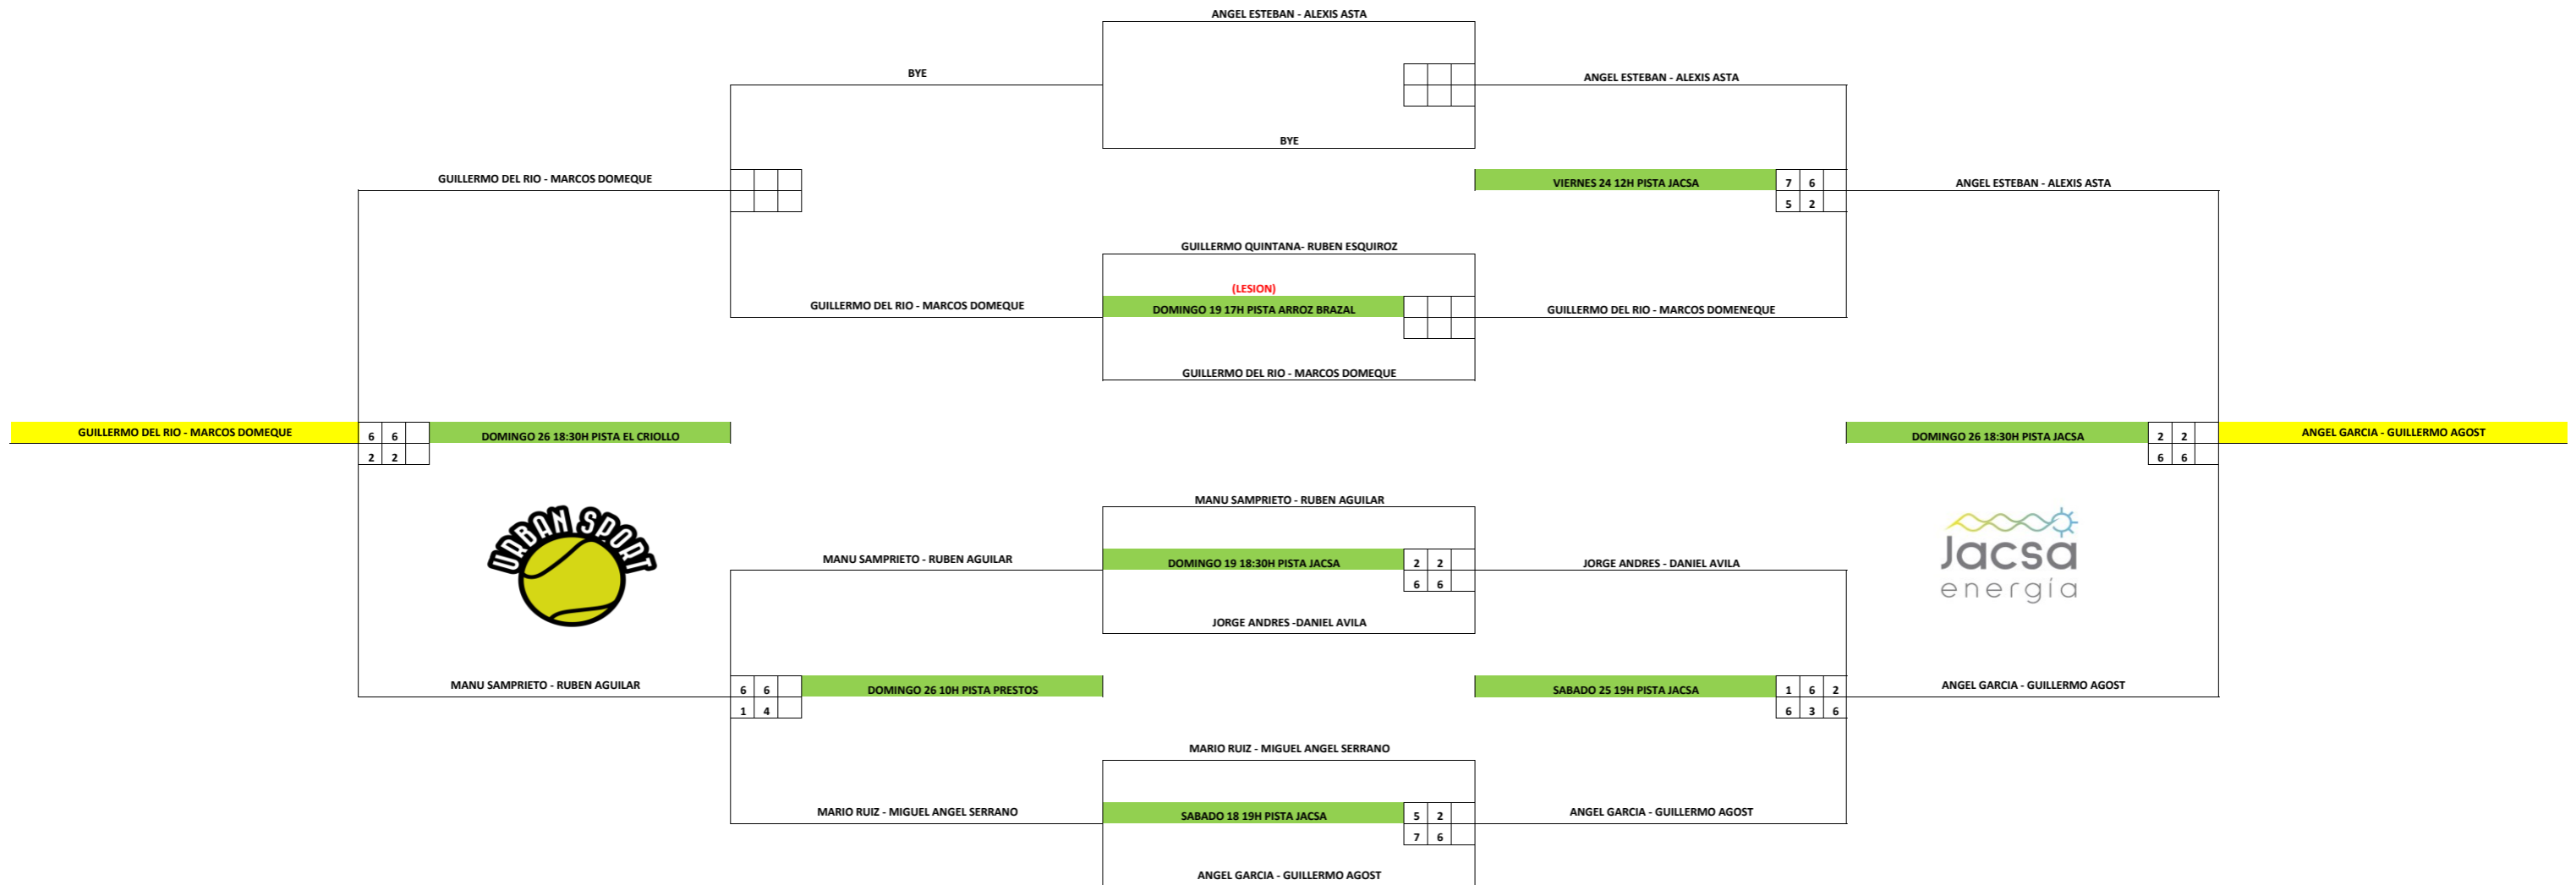 ANGEL ESTEBAN - ALEXIS ASTA
BYE
ANGEL ESTEBAN - ALEXIS ASTA
BYE
GUILLERMO DEL RIO - MARCOS DOMEQUE
VIERNES 24 12H PISTA JACSA
7 6
5 2
ANGEL ESTEBAN - ALEXIS ASTA
GUILLERMO QUINTANA- RUBEN ESQUIROZ
(LESION)
GUILLERMO DEL RIO - MARCOS DOMEQUE
DOMINGO 19 17H PISTA ARROZ BRAZAL
GUILLERMO DEL RIO - MARCOS DOMENEQUE
GUILLERMO DEL RIO - MARCOS DOMEQUE
GUILLERMO DEL RIO - MARCOS DOMEQUE
6 6
2 2
DOMINGO 26 18:30H PISTA EL CRIOLLO
DOMINGO 26 18:30H PISTA JACSA
2 2
6 6
ANGEL GARCIA - GUILLERMO AGOST
MANU SAMPRIETO - RUBEN AGUILAR
URBAN SPORT
Jacsa
energía
MANU SAMPRIETO - RUBEN AGUILAR
DOMINGO 19 18:30H PISTA JACSA
2 2
6 6
JORGE ANDRES - DANIEL AVILA
JORGE ANDRES -DANIEL AVILA
MANU SAMPRIETO - RUBEN AGUILAR
6 6
1 4
DOMINGO 26 10H PISTA PRESTOS
SABADO 25 19H PISTA JACSA
1 6 2
6 3 6
ANGEL GARCIA - GUILLERMO AGOST
MARIO RUIZ - MIGUEL ANGEL SERRANO
MARIO RUIZ - MIGUEL ANGEL SERRANO
SABADO 18 19H PISTA JACSA
5 2
7 6
ANGEL GARCIA - GUILLERMO AGOST
ANGEL GARCIA - GUILLERMO AGOST